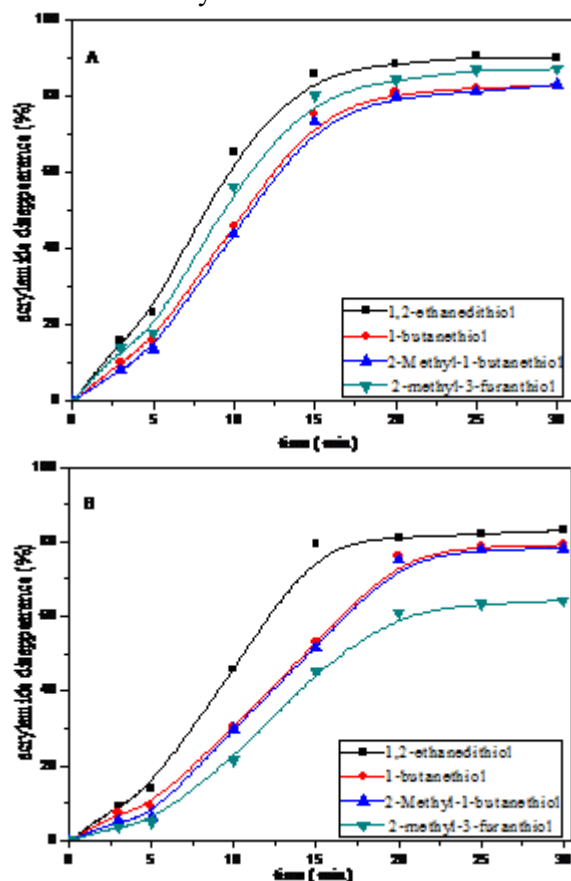 100
A
80
60
40
20
0
acrylamide disappearance (%)
1,2-ethanedithiol
1-butanethiol
2-Methyl-1-butanethiol
2-methyl-3-furanthiol
0 5 10 15 20 25 30
time (min)
100
B
80
60
40
20
0
acrylamide disappearance (%)
1,2-ethanedithiol
1-butanethiol
2-Methyl-1-butanethiol
2-methyl-3-furanthiol
0 5 10 15 20 25 30
time (min)